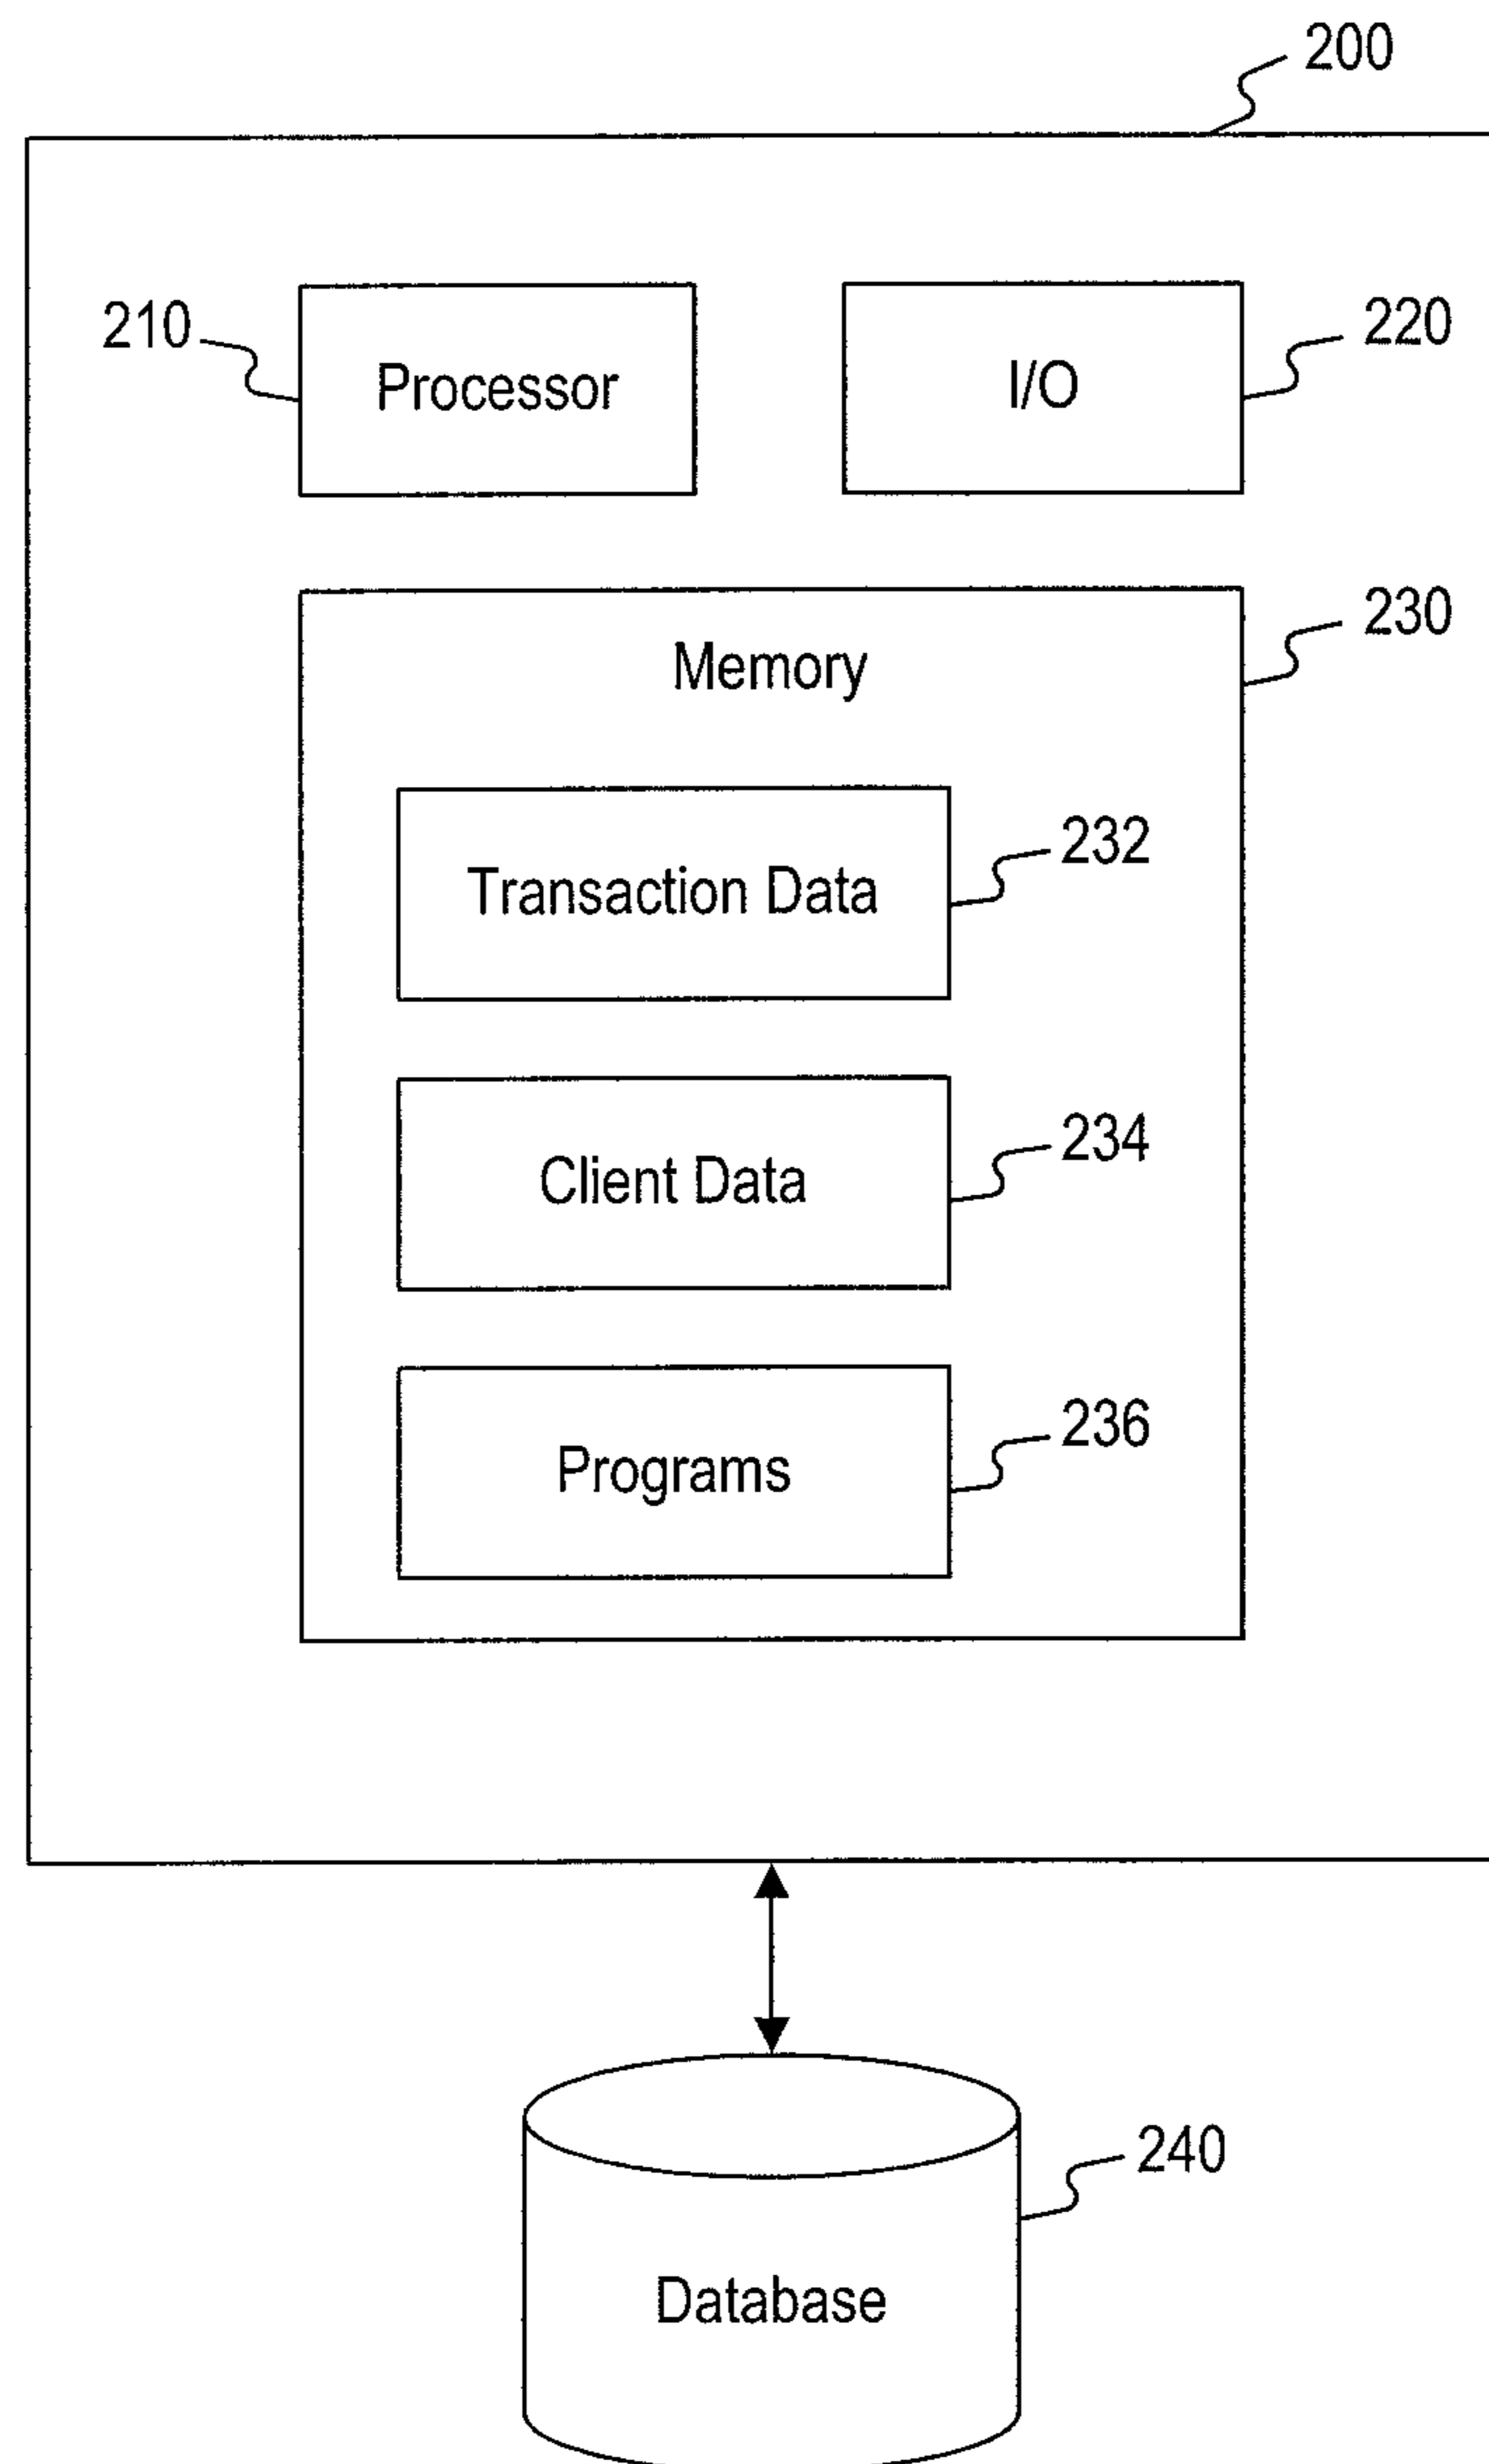 200
210
Processor
I/O
220
230
Memory
Transaction Data
232
Client Data
234
Programs
236
240
Database